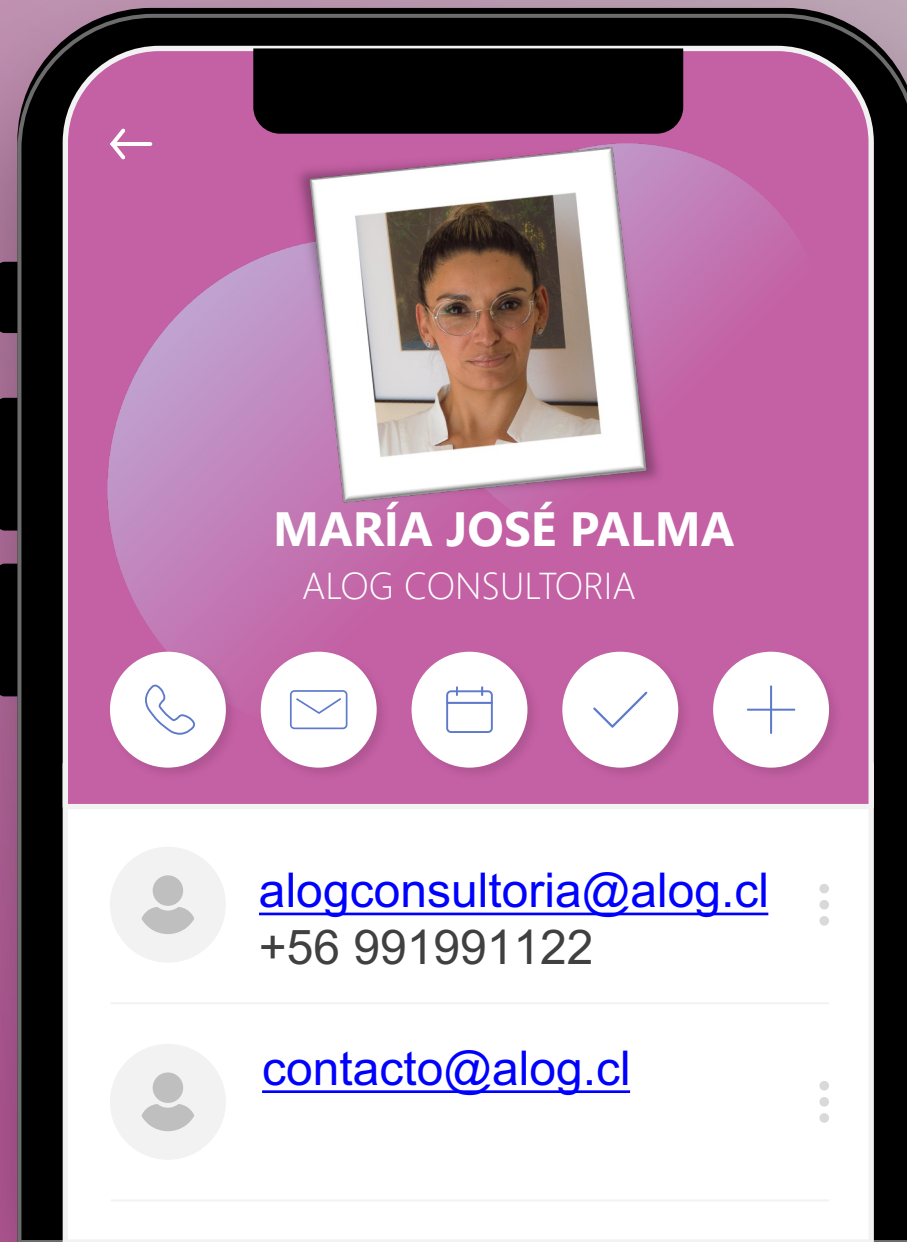 MARÍA JOSÉ PALMA
ALOG CONSULTORIA
alogconsultoria@alog.cl
+56 991991122
contacto@alog.cl